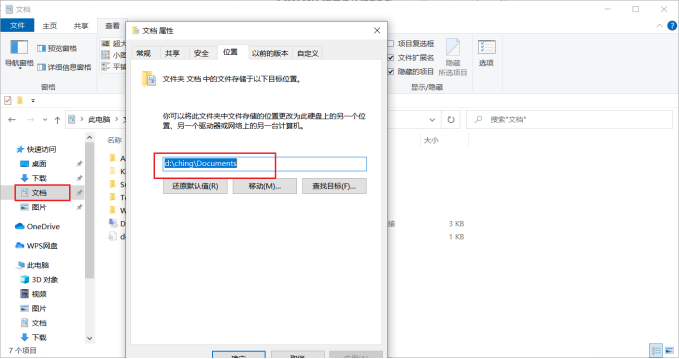 文档
文件 主页 共享 查看
导航窗格
预览窗格
详细信息窗格
窗格
超大
小图
平铺
文档 属性
常规 共享 安全 位置 以前的版本 自定义
文件夹 文档 中的文件存储于以下目标位置。
你可以将此文件夹中文件存储的位置更改为此硬盘上的另一个位
置、另一个驱动器或网络上的另一台计算机。
d:\ching\Documents
还原默认值(R) 移动(M)... 查找目标(F)...
项目复选框
文件扩展名
隐藏的项目
隐藏
所选项目
显示/隐藏
选项
此电脑
搜索"文档"
名称
大小
快速访问
桌面
下载
文档
图片
OneDrive
WPS网盘
此电脑
3D 对象
视频
图片
文档
下载
3 KB
1 KB
7 个项目